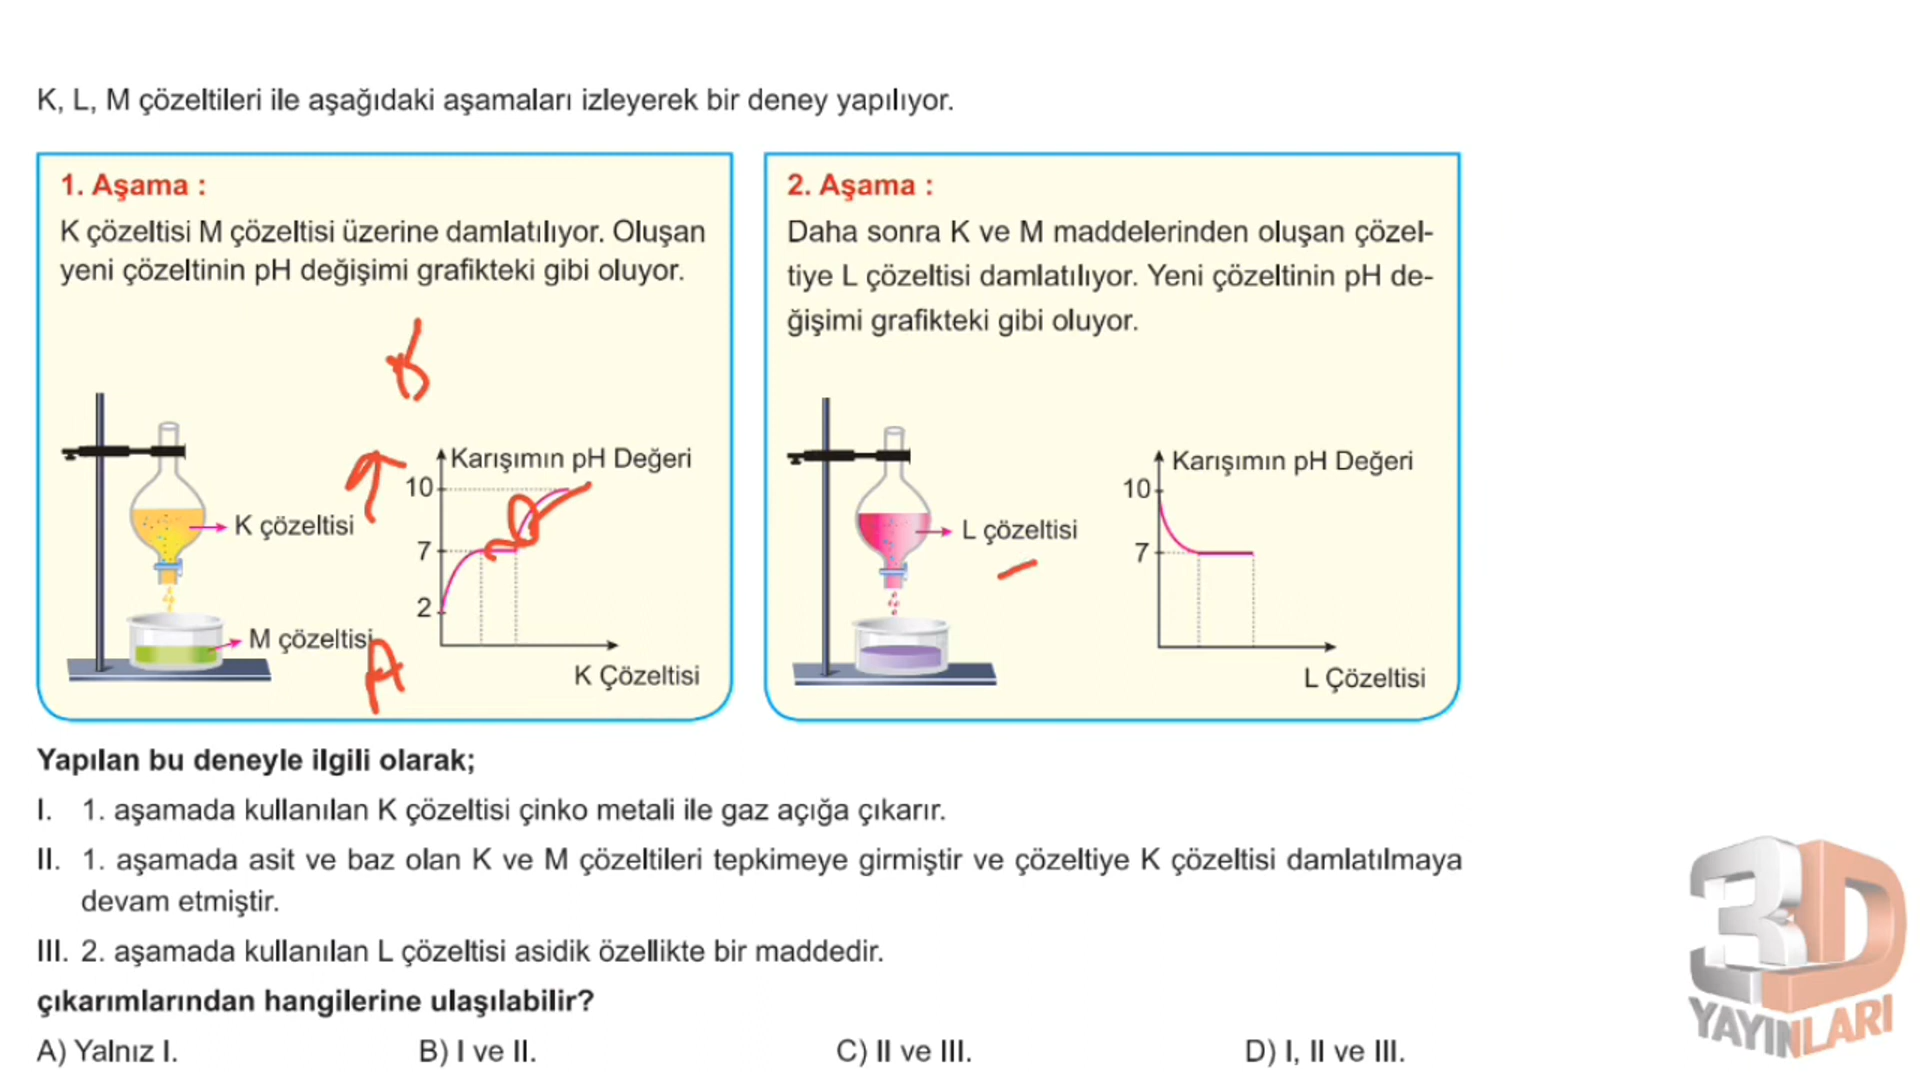 K, L, M çözeltileri ile aşağıdaki aşamaları izleyerek bir deney yapılıyor.
1. Aşama :
K çözeltisi M çözeltisi üzerine damlatılıyor. Oluşan
yeni çözeltinin pH değişimi grafikteki gibi oluyor.
B
Karışımın pH Değeri
10
K çözeltisi
7
2
M çözeltisi
A
K Çözeltisi
2. Aşama :
Daha sonra K ve M maddelerinden oluşan çözel-
tiye L çözeltisi damlatılıyor. Yeni çözeltinin pH de-
ğişimi grafikteki gibi oluyor.
Karışımın pH Değeri
10
L çözeltisi
7
L Çözeltisi
Yapılan bu deneyle ilgili olarak;
I. 1. aşamada kullanılan K çözeltisi çinko metali ile gaz açığa çıkarır.
II. 1. aşamada asit ve baz olan K ve M çözeltileri tepkimeye girmiştir ve çözeltiye K çözeltisi damlatılmaya
devam etmiştir.
III. 2. aşamada kullanılan L çözeltisi asidik özellikte bir maddedir.
çıkarımlarından hangilerine ulaşılabilir?
A) Yalnız I. B) I ve II. C) II ve III. D) I, II ve III.
3D
YAYINLARI